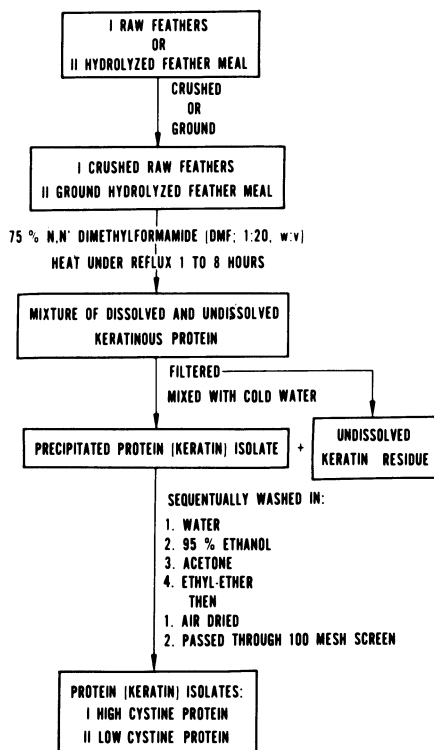 I RAW FEATHERS
OR
II HYDROLYZED FEATHER MEAL
CRUSHED
OR
GROUND
I CRUSHED RAW FEATHERS
II GROUND HYDROLYZED FEATHER MEAL
75 % N,N' DIMETHYLFORMAMIDE (DMF; 1:20, w:v)
HEAT UNDER REFLUX 1 TO 8 HOURS
MIXTURE OF DISSOLVED AND UNDISSOLVED
KERATINOUS PROTEIN
FILTERED
MIXED WITH COLD WATER
PRECIPITATED PROTEIN (KERATIN) ISOLATE
+
UNDISSOLVED
KERATIN RESIDUE
SEQUENTUALLY WASHED IN:
1. WATER
2. 95 % ETHANOL
3. ACETONE
4. ETHYL-ETHER
THEN
1. AIR DRIED
2. PASSED THROUGH 100 MESH SCREEN
PROTEIN (KERATIN) ISOLATES:
I HIGH CYSTINE PROTEIN
II LOW CYSTINE PROTEIN